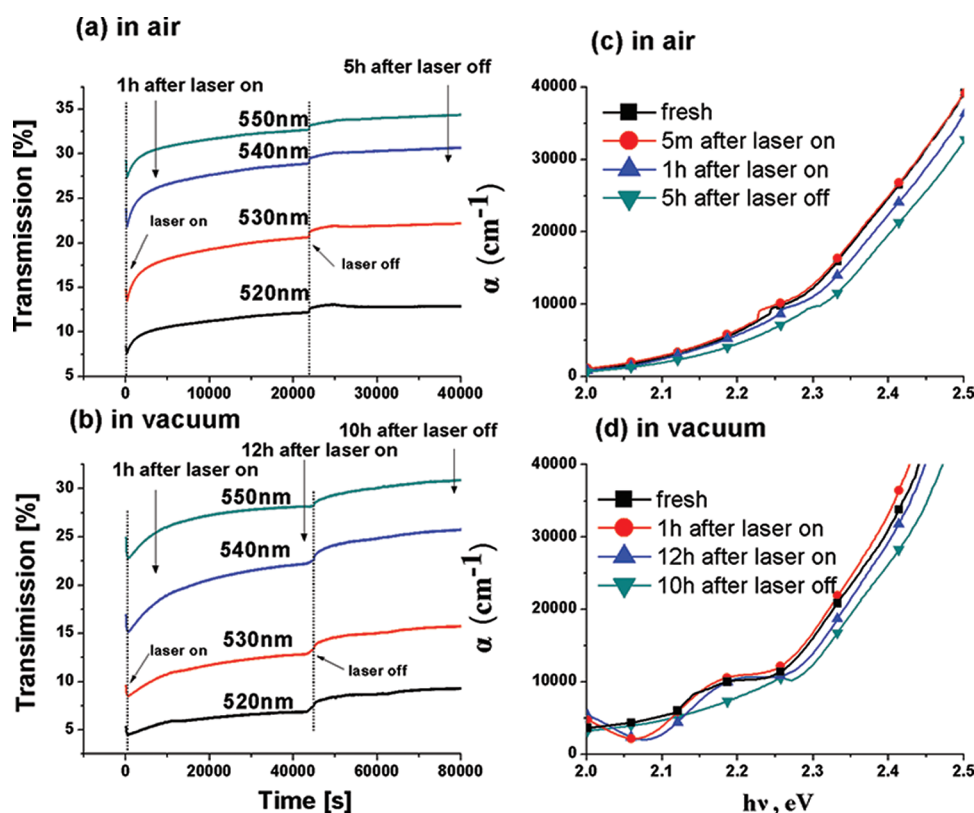 (a) in air
1h after laser on
5h after laser off
35
30
25
20
15
10
5
Transmission [%]
550nm
540nm
530nm
520nm
laser on
laser off
0 10000 20000 30000 40000
(b) in vacuum
10h after laser off
12h after laser on
1h after laser on
30
25
20
15
10
5
Transimission [%]
550nm
540nm
530nm
520nm
laser on
laser off
0 20000 40000 60000 80000
Time [s]
(c) in air
40000
30000
20000
10000
0
α (cm⁻¹)
fresh
5m after laser on
1h after laser on
5h after laser off
2.0 2.1 2.2 2.3 2.4 2.5
(d) in vacuum
40000
30000
20000
10000
0
α (cm⁻¹)
fresh
1h after laser on
12h after laser on
10h after laser off
2.0 2.1 2.2 2.3 2.4 2.5
hν, eV